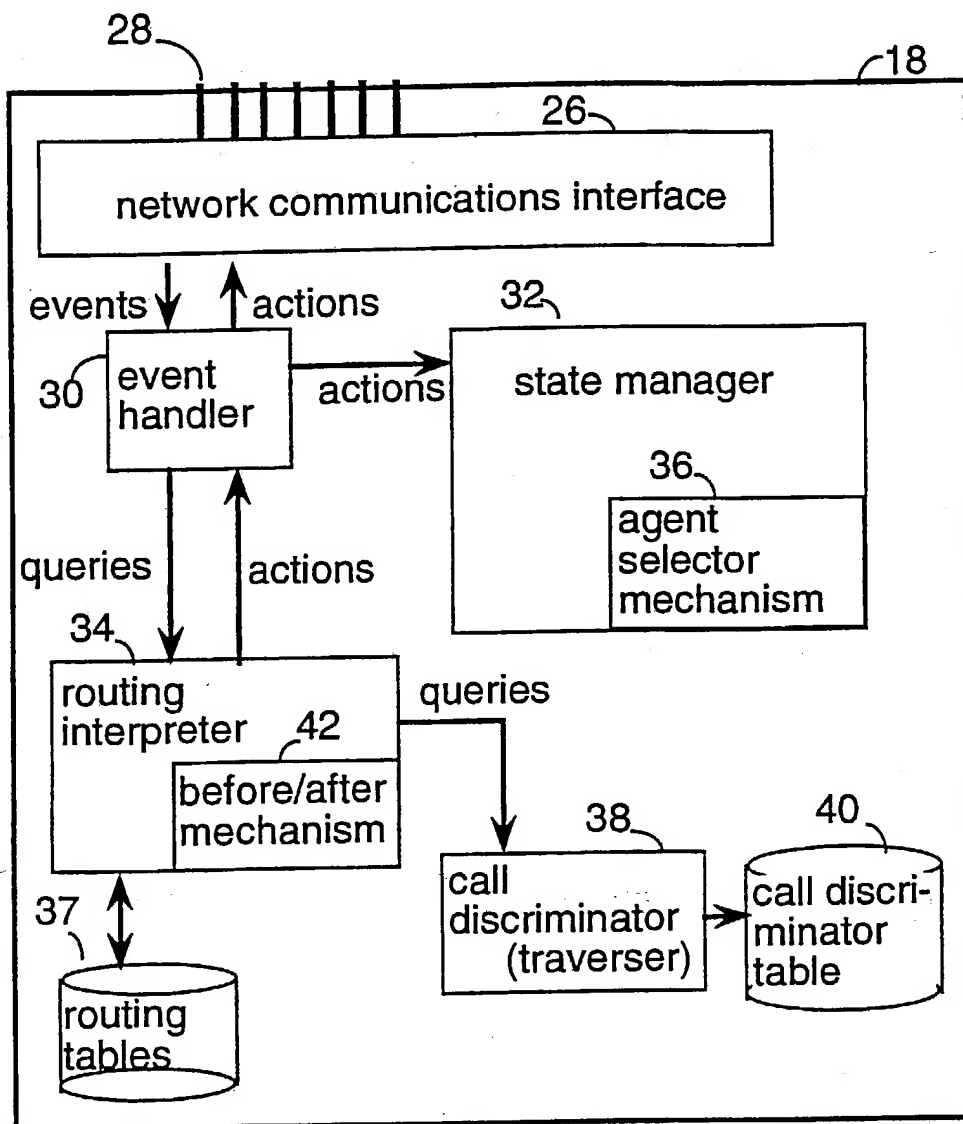 28
18
26
network communications interface
events
actions
32
30
event
handler
actions
state manager
36
agent
selector
mechanism
queries
actions
34
routing
interpreter
queries
42
before/after
mechanism
38
40
call
discriminator
(traverser)
call discri-
minator
table
37
routing
tables